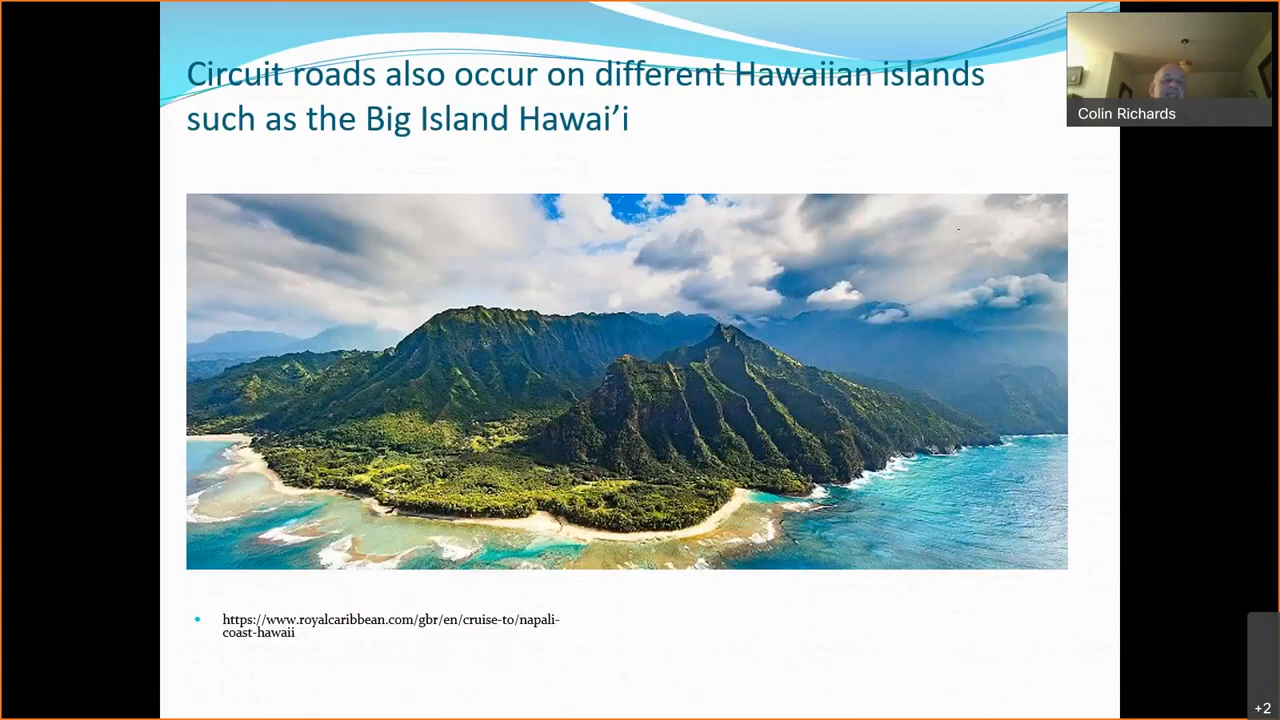 Circuit roads also occur on different Hawaiian islands
such as the Big Island Hawai’i
Colin Richards
https://www.royalcaribbean.com/gbr/en/cruise-to/napali-
coast-hawaii
+2